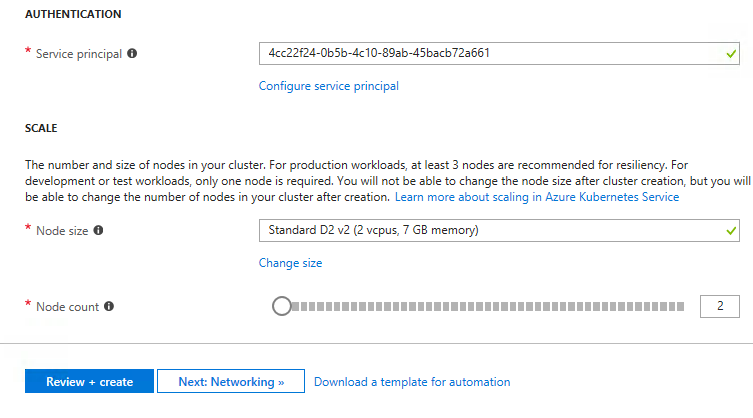 AUTHENTICATION
* Service principal
4cc22f24-0b5b-4c10-89ab-45bacb72a661
Configure service principal
SCALE
The number and size of nodes in your cluster. For production workloads, at least 3 nodes are recommended for resiliency. For
development or test workloads, only one node is required. You will not be able to change the node size after cluster creation, but you will
be able to change the number of nodes in your cluster after creation. Learn more about scaling in Azure Kubernetes Service
* Node size
Standard D2 v2 (2 vcpus, 7 GB memory)
Change size
* Node count
2
Review + create
Next: Networking »
Download a template for automation